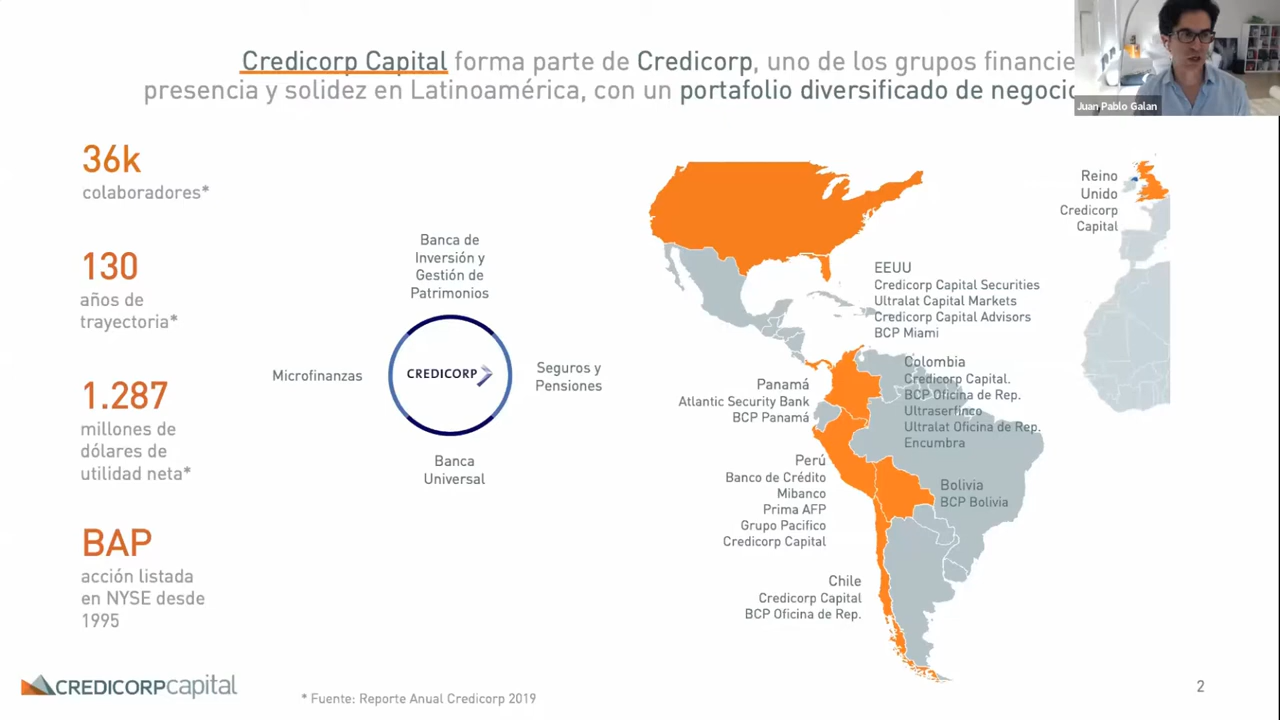 Credicorp Capital forma parte de Credicorp, uno de los grupos financie
presencia y solidez en Latinoamérica, con un portafolio diversificado de negoci
Juan Pablo Galan
36k
colaboradores*
130
años de
trayectoria*
1.287
millones de
dólares de
utilidad neta*
BAP
acción listada
en NYSE desde
1995
Banca de
Inversión y
Gestión de
Patrimonios
Microfinanzas
CREDICORP
Seguros y
Pensiones
Banca
Universal
Reino
Unido
Credicorp
Capital
EEUU
Credicorp Capital Securities
Ultralat Capital Markets
Credicorp Capital Advisors
BCP Miami
Colombia
Credicorp Capital.
BCP Oficina de Rep.
Ultraserfinco
Ultralat Oficina de Rep.
Encumbra
Panamá
Atlantic Security Bank
BCP Panamá
Perú
Banco de Crédito
Mibanco
Prima AFP
Grupo Pacifico
Credicorp Capital
Bolivia
BCP Bolivia
Chile
Credicorp Capital
BCP Oficina de Rep.
CREDICORPcapital
* Fuente: Reporte Anual Credicorp 2019
2